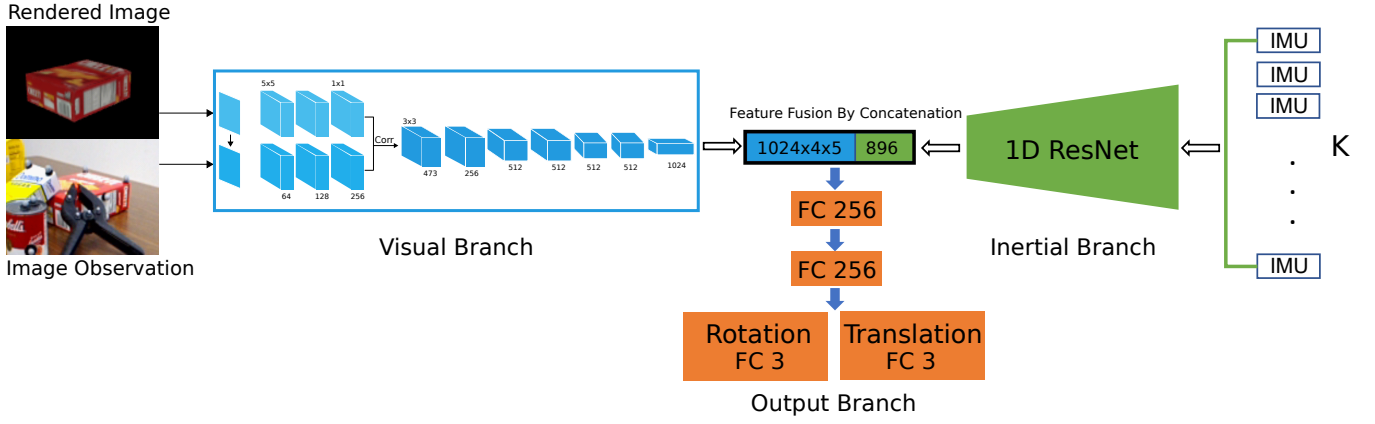 Rendered Image
Image Observation
5x5
1x1
64
128
256
Corr
3x3
473
256
512
512
512
512
1024
Visual Branch
Feature Fusion By Concatenation
1024x4x5
896
FC 256
FC 256
Rotation
FC 3
Translation
FC 3
Output Branch
1D ResNet
Inertial Branch
IMU
IMU
IMU
.
.
.
IMU
K